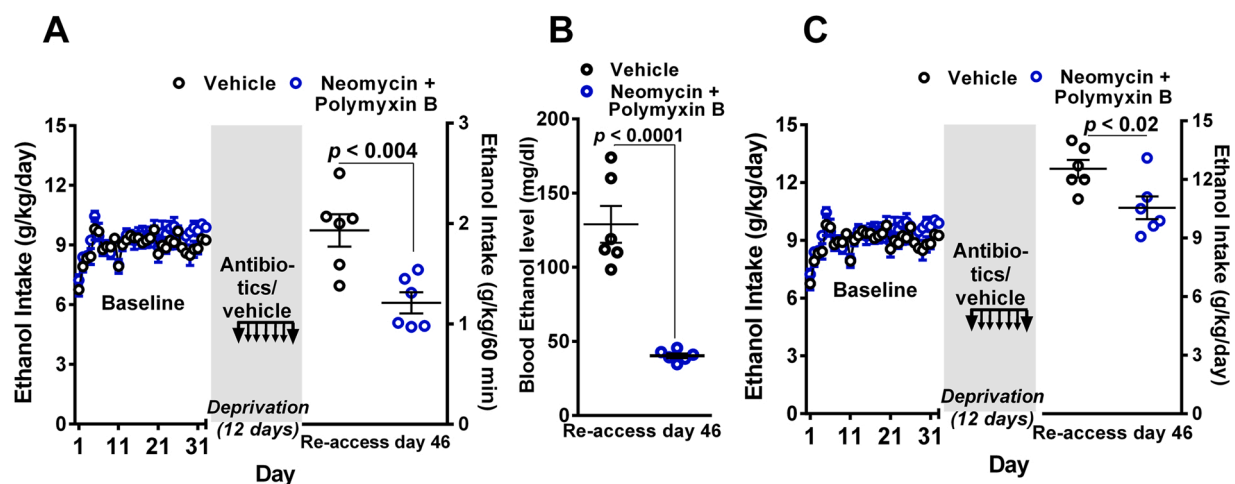 A
Vehicle
Neomycin +
Polymyxin B
15
12
9
6
3
0
Ethanol Intake (g/kg/day)
Baseline
Antibio-
tics/
vehicle
Deprivation
(12 days)
1 11 21 31
Day
p < 0.004
3
2
1
0
Ethanol Intake (g/kg/60 min)
Re-access day 46
B
Vehicle
Neomycin +
Polymyxin B
200
150
100
50
0
Blood Ethanol level (mg/dl)
p < 0.0001
Re-access day 46
C
Vehicle
Neomycin +
Polymyxin B
15
12
9
6
3
0
Ethanol Intake (g/kg/day)
Baseline
Antibio-
tics/
vehicle
Deprivation
(12 days)
1 11 21 31
Day
p < 0.02
15
12
9
6
3
0
Ethanol Intake (g/kg/day)
Re-access day 46